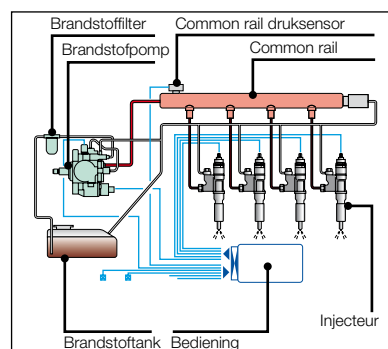 Brandstoffilter
Common rail druksensor
Brandstofpomp
Common rail
Injecteur
Brandstoftank
Bediening